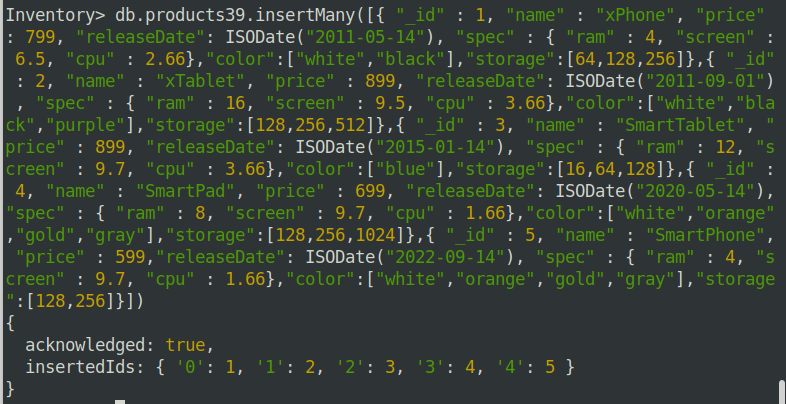 Inventory> db.products39.insertMany([{ "_id" : 1, "name" : "xPhone", "price"
: 799, "releaseDate": ISODate("2011-05-14"), "spec" : { "ram" : 4, "screen" :
 6.5, "cpu" : 2.66},"color":["white","black"],"storage":[64,128,256]},{ "_id"
 : 2, "name" : "xTablet", "price" : 899, "releaseDate": ISODate("2011-09-01")
, "spec" : { "ram" : 16, "screen" : 9.5, "cpu" : 3.66},"color":["white","bla
ck","purple"],"storage":[128,256,512]},{ "_id" : 3, "name" : "SmartTablet", "
price" : 899, "releaseDate": ISODate("2015-01-14"), "spec" : { "ram" : 12, "s
creen" : 9.7, "cpu" : 3.66},"color":["blue"],"storage":[16,64,128]},{ "_id" :
4, "name" : "SmartPad", "price" : 699, "releaseDate": ISODate("2020-05-14"),
"spec" : { "ram" : 8, "screen" : 9.7, "cpu" : 1.66},"color":["white","orange"
,"gold","gray"],"storage":[128,256,1024]},{ "_id" : 5, "name" : "SmartPhone",
 "price" : 599,"releaseDate": ISODate("2022-09-14"), "spec" : { "ram" : 4, "s
creen" : 9.7, "cpu" : 1.66},"color":["white","orange","gold","gray"],"storage
":[128,256]}])
{
  acknowledged: true,
  insertedIds: { '0': 1, '1': 2, '2': 3, '3': 4, '4': 5 }
}